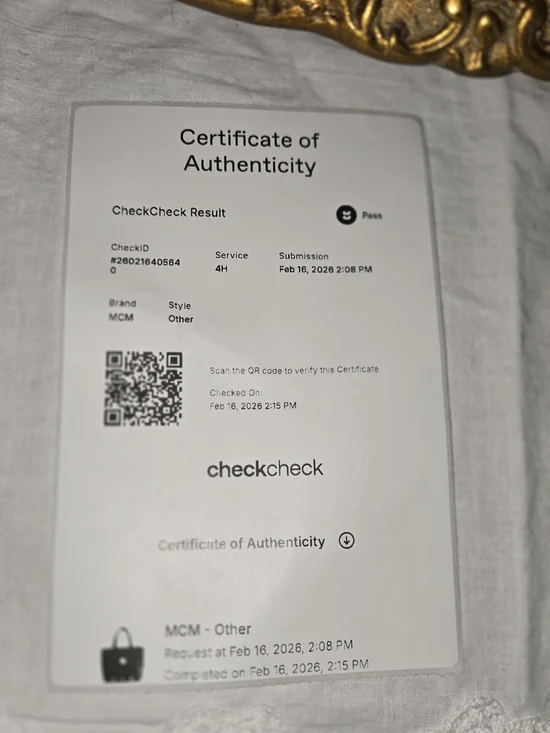 Certificate of
Authenticity
CheckCheck Result
Pass
CheckID
#26021640564
0
Service
4H
Submission
Feb 16, 2026 2:08 PM
Brand
MCM
Style
Other
Scan the QR code to verify this Certificate
Checked On:
Feb 16, 2026 2:15 PM
checkcheck
Certificate of Authenticity
MCM - Other
Request at Feb 16, 2026, 2:08 PM
Completed on Feb 16, 2026, 2:15 PM